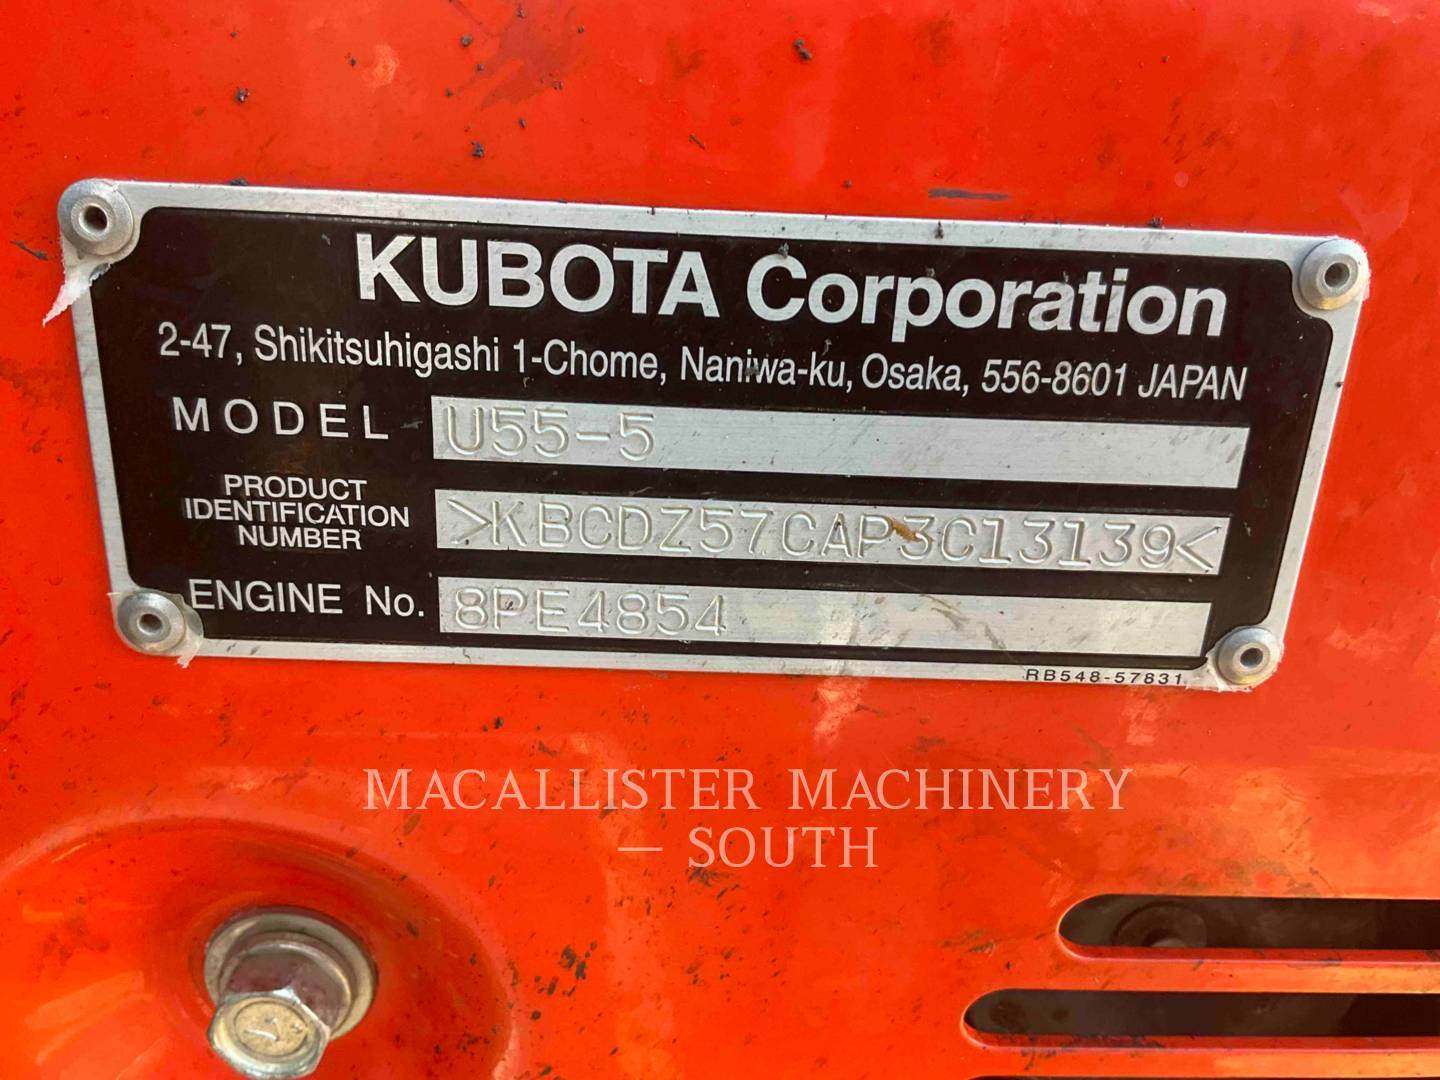 KUBOTA Corporation
2-47, Shikitsuhigashi 1-Chome, Naniwa-ku, Osaka, 556-8601 JAPAN
MODEL U55-5
PRODUCT
IDENTIFICATION
NUMBER
>KBCDZ57CAP3C13139<
ENGINE No. 8PE4854
RB548-57831
MACALLISTER MACHINERY
— SOUTH